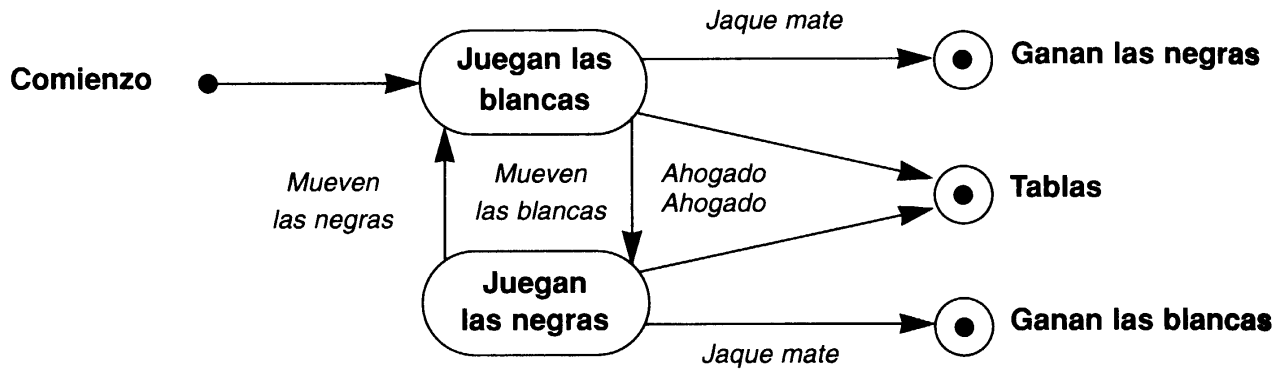 Jaque mate
Comienzo
Juegan las
blancas
Ganan las negras
Mueven
las negras
Mueven
las blancas
Ahogado
Ahogado
Tablas
Juegan
las negras
Ganan las blancas
Jaque mate